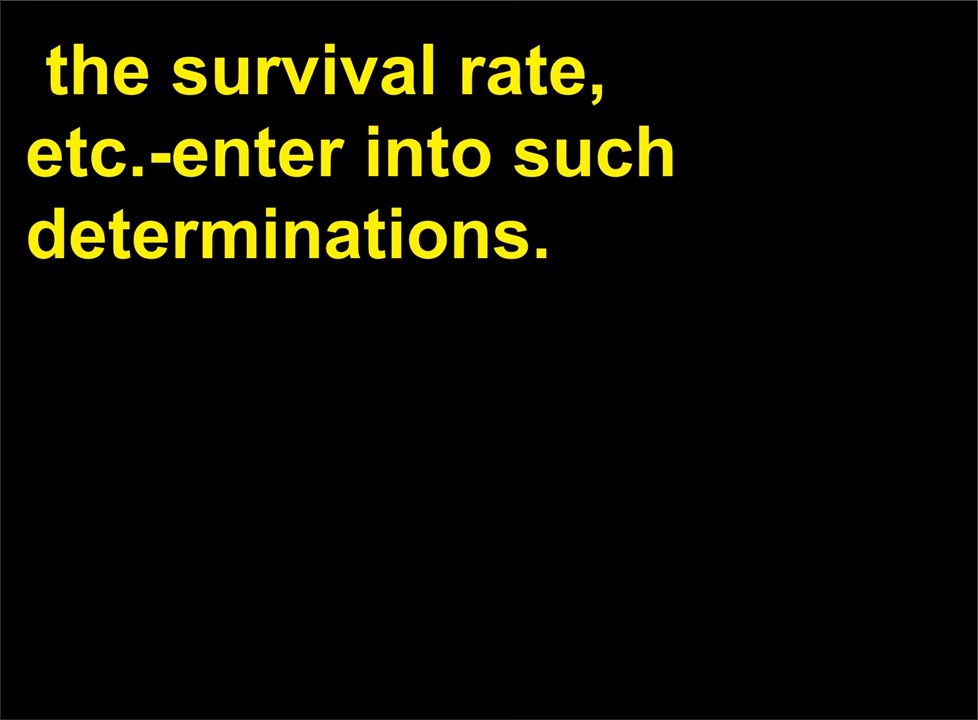 the survival rate,
etc.-enter into such
determinations.